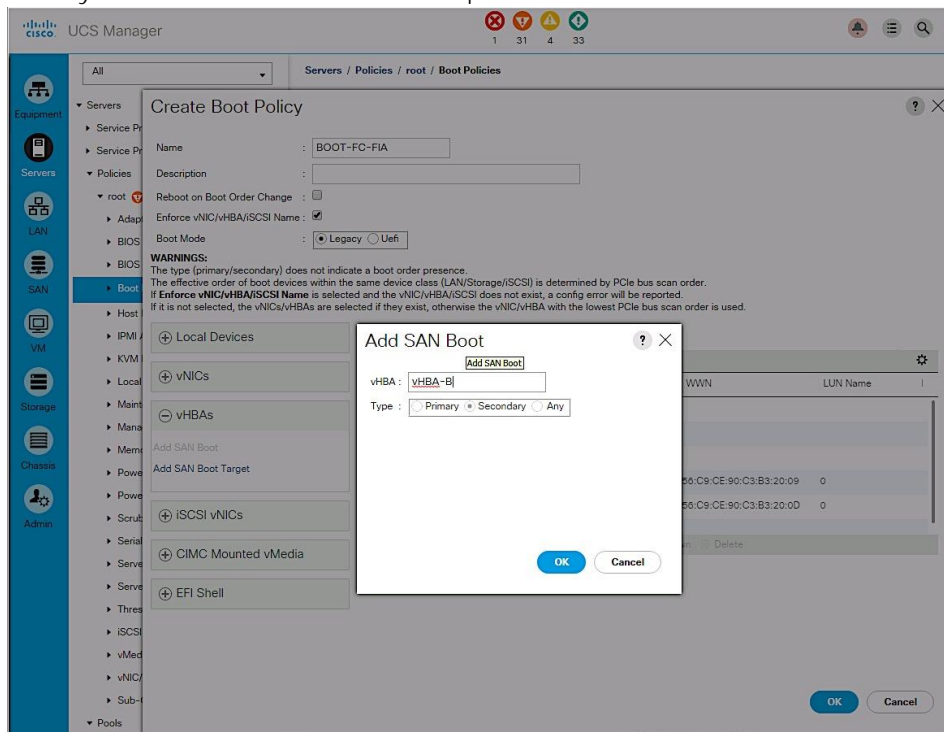 cisco.
UCS Manager
1 31 4 33
All
Servers / Policies / root / Boot Policies
Equipment
Servers
LAN
SAN
VM
Storage
Chassis
Admin
Servers
Service Pr
Service Pr
Policies
root
Adapt
BIOS
BIOS
Boot
Host
IPMI
KVM
Local
Maint
Mana
Mem
Powe
Powe
Scrub
Serial
Serve
Serve
Thres
iSCSI
vMed
vNIC/
Sub-
Pools
Create Boot Policy
?
Name : BOOT-FC-FIA
Description :
Reboot on Boot Order Change :
Enforce vNIC/vHBA/iSCSI Name :
Boot Mode : Legacy Uefi
WARNINGS:
The type (primary/secondary) does not indicate a boot order presence.
The effective order of boot devices within the same device class (LAN/Storage/iSCSI) is determined by PCIe bus scan order.
If Enforce vNIC/vHBA/iSCSI Name is selected and the vNIC/vHBA/iSCSI does not exist, a config error will be reported.
If it is not selected, the vNICs/vHBAs are selected if they exist, otherwise the vNIC/vHBA with the lowest PCIe bus scan order is used.
Local Devices
vNICs
vHBAs
Add SAN Boot
Add SAN Boot Target
iSCSI vNICs
CIMC Mounted vMedia
EFI Shell
WWN LUN Name
56:C9:CE:90:C3:B3:20:09 0
56:C9:CE:90:C3:B3:20:0D 0
Delete
Add SAN Boot
?
Add SAN Boot
vHBA : vHBA-B
Type : Primary Secondary Any
OK Cancel
OK Cancel